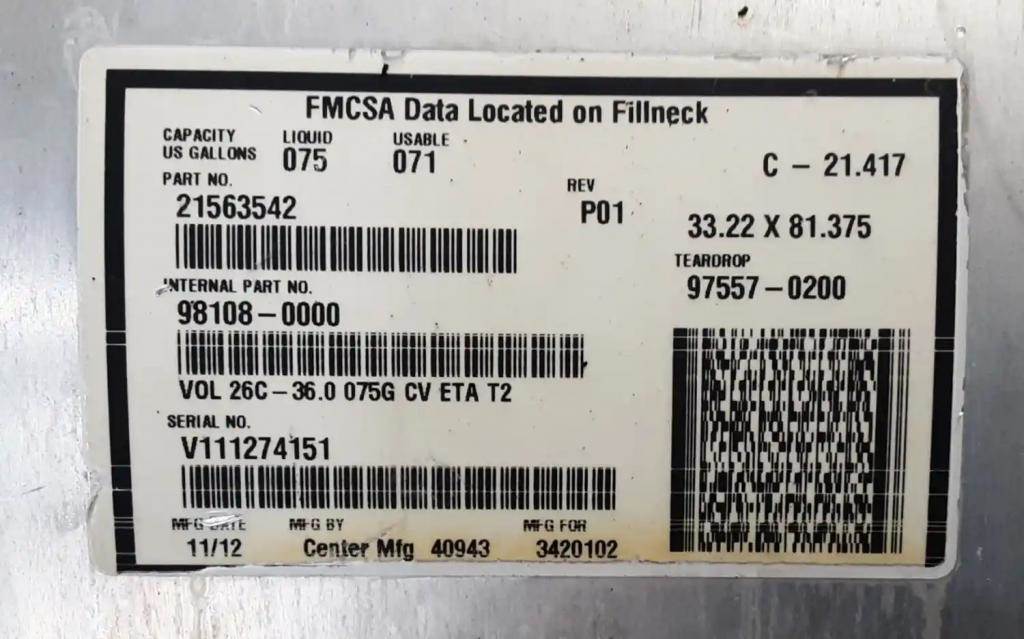 FMCSA Data Located on Fillneck
CAPACITY
US GALLONS
LIQUID
075
USABLE
071
C - 21.417
PART NO.
21563542
REV
P01
33.22 X 81.375
TEARDROP
97557-0200
INTERNAL PART NO.
98108-0000
VOL 26C-36.0 075G CV ETA T2
SERIAL NO.
V111274151
MFG DATE
11/12
MFG BY
Center Mfg 40943
MFG FOR
3420102